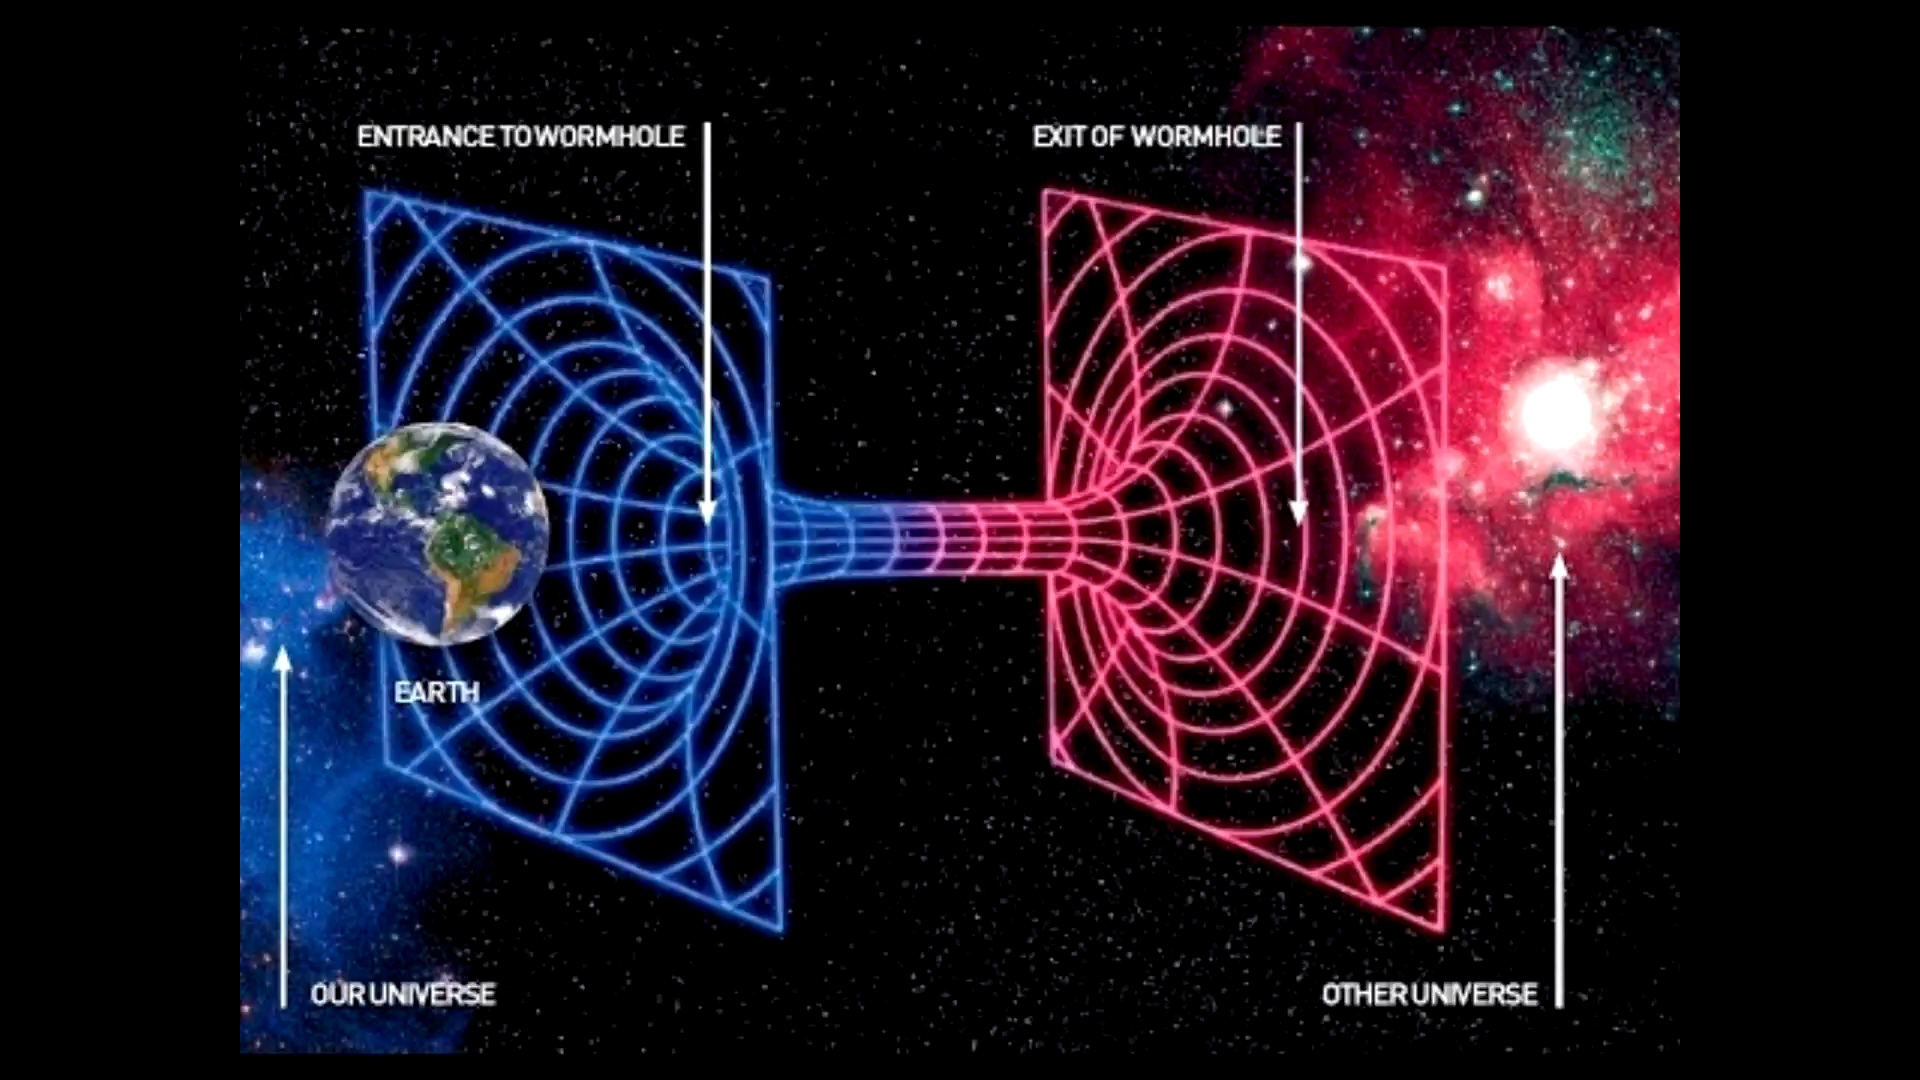 ENTRANCE TO WORMHOLE
EXIT OF WORMHOLE
EARTH
OUR UNIVERSE
OTHER UNIVERSE